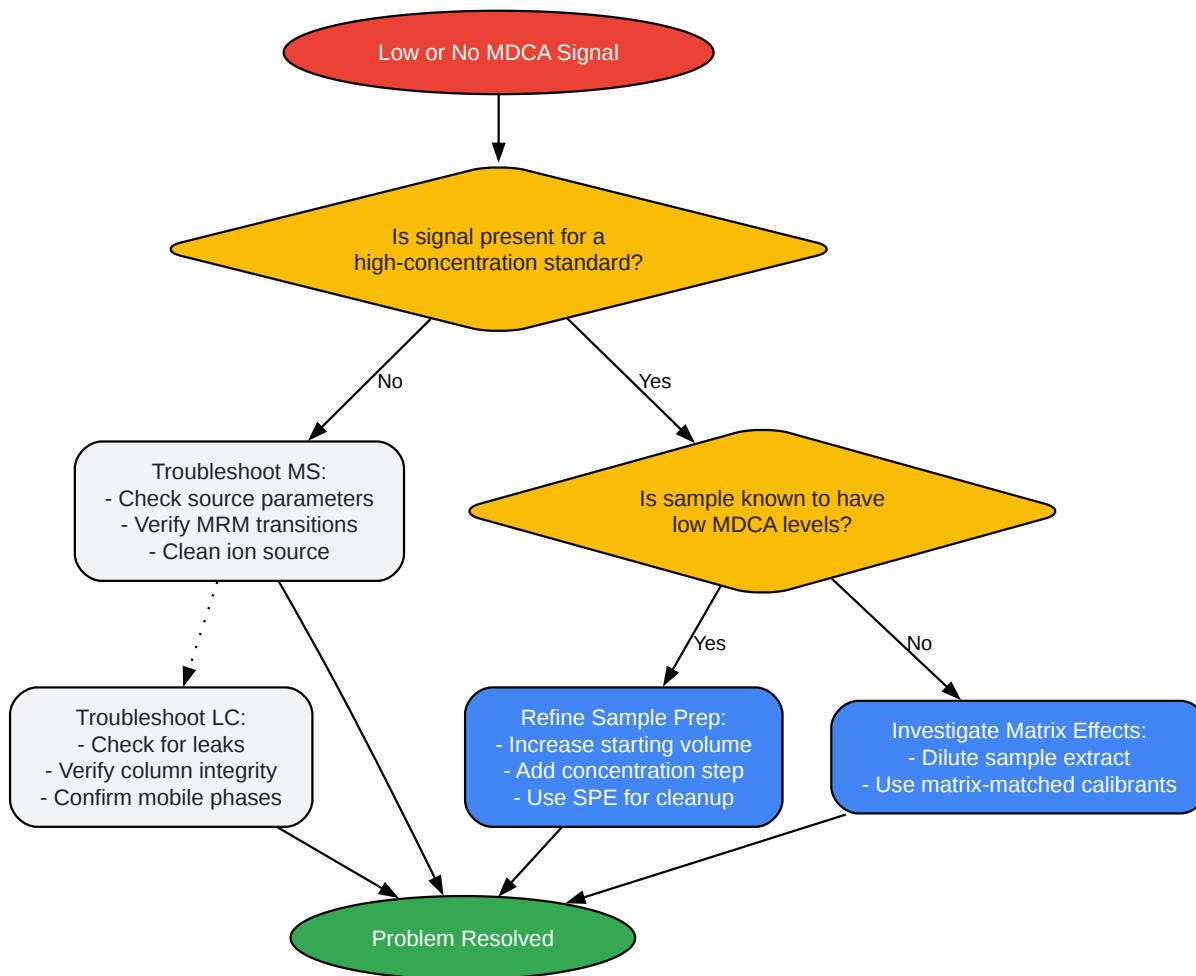 Low or No MDCA Signal
Is signal present for a
high-concentration standard?
No
Yes
Troubleshoot MS:
- Check source parameters
- Verify MRM transitions
- Clean ion source
Is sample known to have
low MDCA levels?
Yes
No
Troubleshoot LC:
- Check for leaks
- Verify column integrity
- Confirm mobile phases
Refine Sample Prep:
- Increase starting volume
- Add concentration step
- Use SPE for cleanup
Investigate Matrix Effects:
- Dilute sample extract
- Use matrix-matched calibrants
Problem Resolved